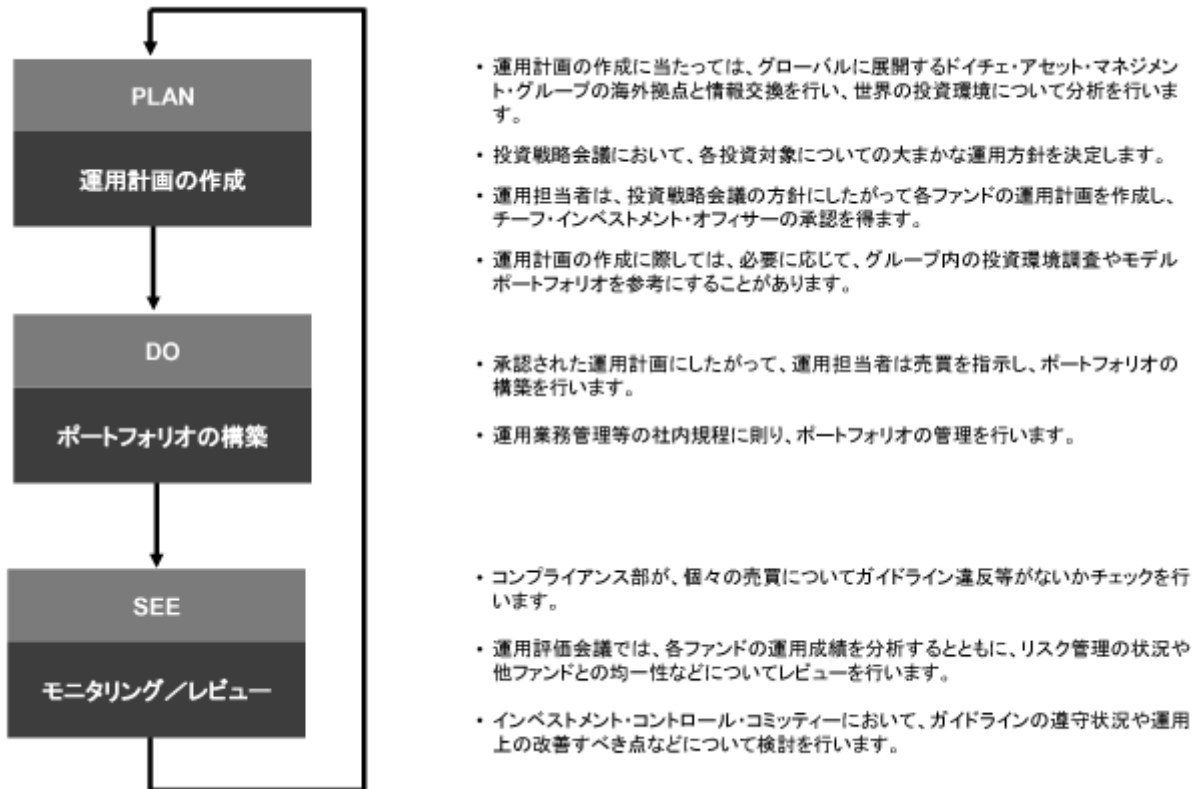 PLAN
運用計画の作成
・運用計画の作成に当たっては、グローバルに展開するドイチェ・アセット・マネジメン
ト・グループの海外拠点と情報交換を行い、世界の投資環境について分析を行いま
す。
・投資戦略会議において、各投資対象についての大まかな運用方針を決定します。
・運用担当者は、投資戦略会議の方針にしたがって各ファンドの運用計画を作成し、
チーフ・インベストメント・オフィサーの承認を得ます。
・運用計画の作成に際しては、必要に応じて、グループ内の投資環境調査やモデル
ポートフォリオを参考にすることがあります。
DO
ポートフォリオの構築
・承認された運用計画にしたがって、運用担当者は売買を指示し、ポートフォリオの
構築を行います。
・運用業務管理等の社内規程に則り、ポートフォリオの管理を行います。
SEE
モニタリング／レビュー
・コンプライアンス部が、個々の売買についてガイドライン違反等がないかチェックを行
います。
・運用評価会議では、各ファンドの運用成績を分析するとともに、リスク管理の状況や
他ファンドとの均一性などについてレビューを行います。
・インベストメント・コントロール・コミッティーにおいて、ガイドラインの遵守状況や運用
上の改善すべき点などについて検討を行います。